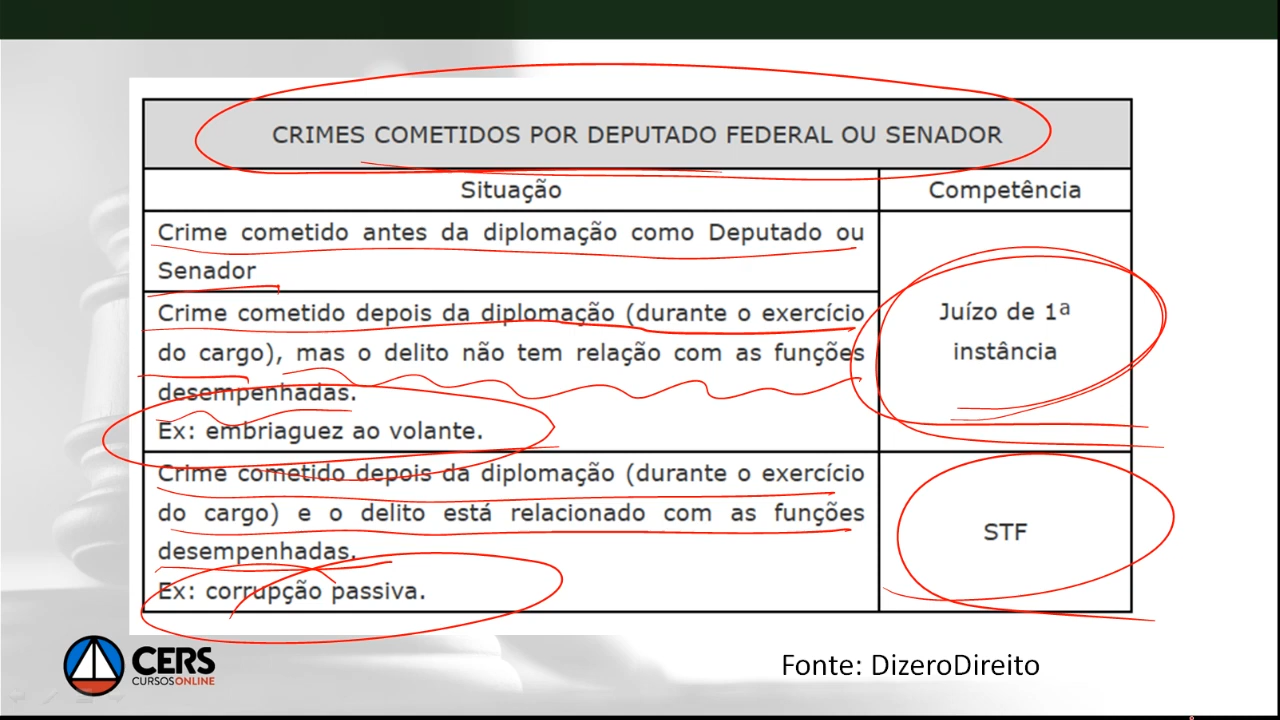 CRIMES COMETIDOS POR DEPUTADO FEDERAL OU SENADOR
Situação
Competência
Crime cometido antes da diplomação como Deputado ou
Senador
Crime cometido depois da diplomação (durante o exercício
do cargo), mas o delito não tem relação com as funções
desempenhadas.
Ex: embriaguez ao volante.
Juízo de 1ª
instância
Crime cometido depois da diplomação (durante o exercício
do cargo) e o delito está relacionado com as funções
desempenhadas.
Ex: corrupção passiva.
STF
CERS
CURSOS ONLINE
Fonte: DizeroDireito